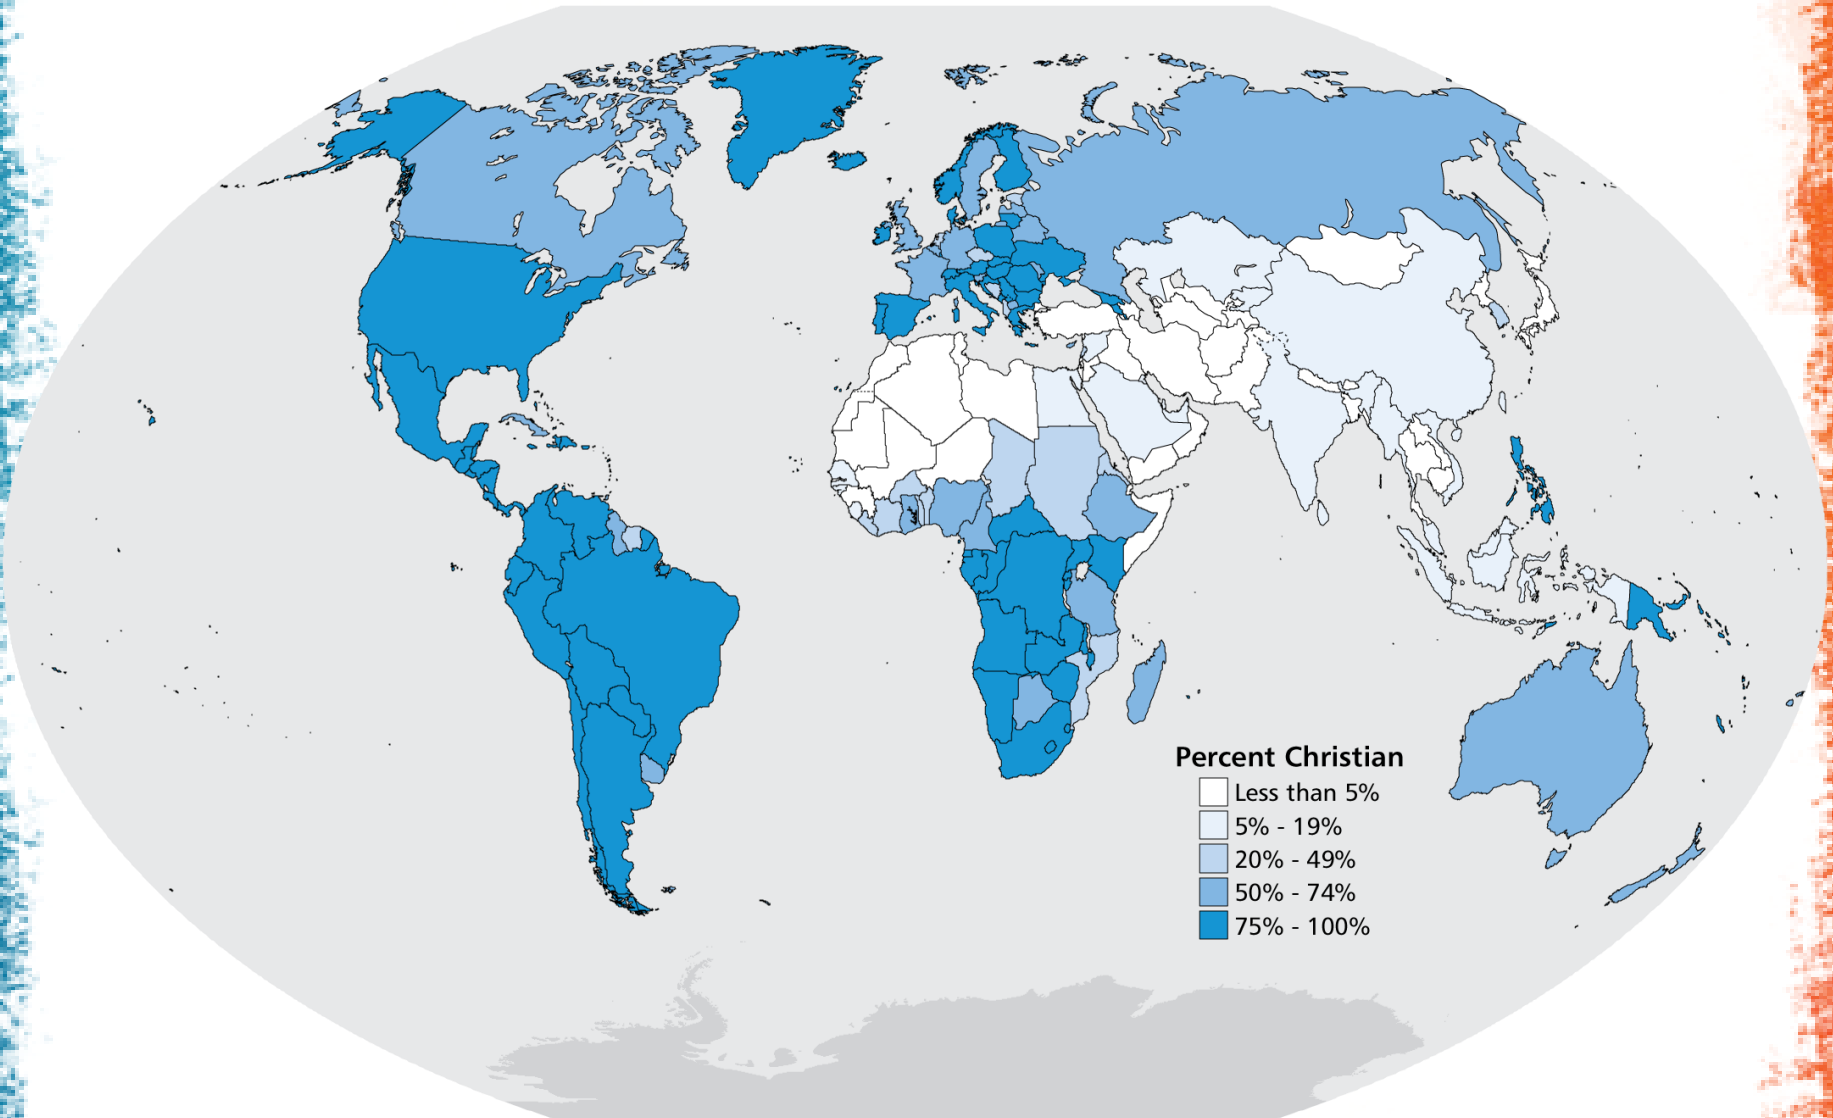 Percent Christian
Less than 5%
5% - 19%
20% - 49%
50% - 74%
75% - 100%